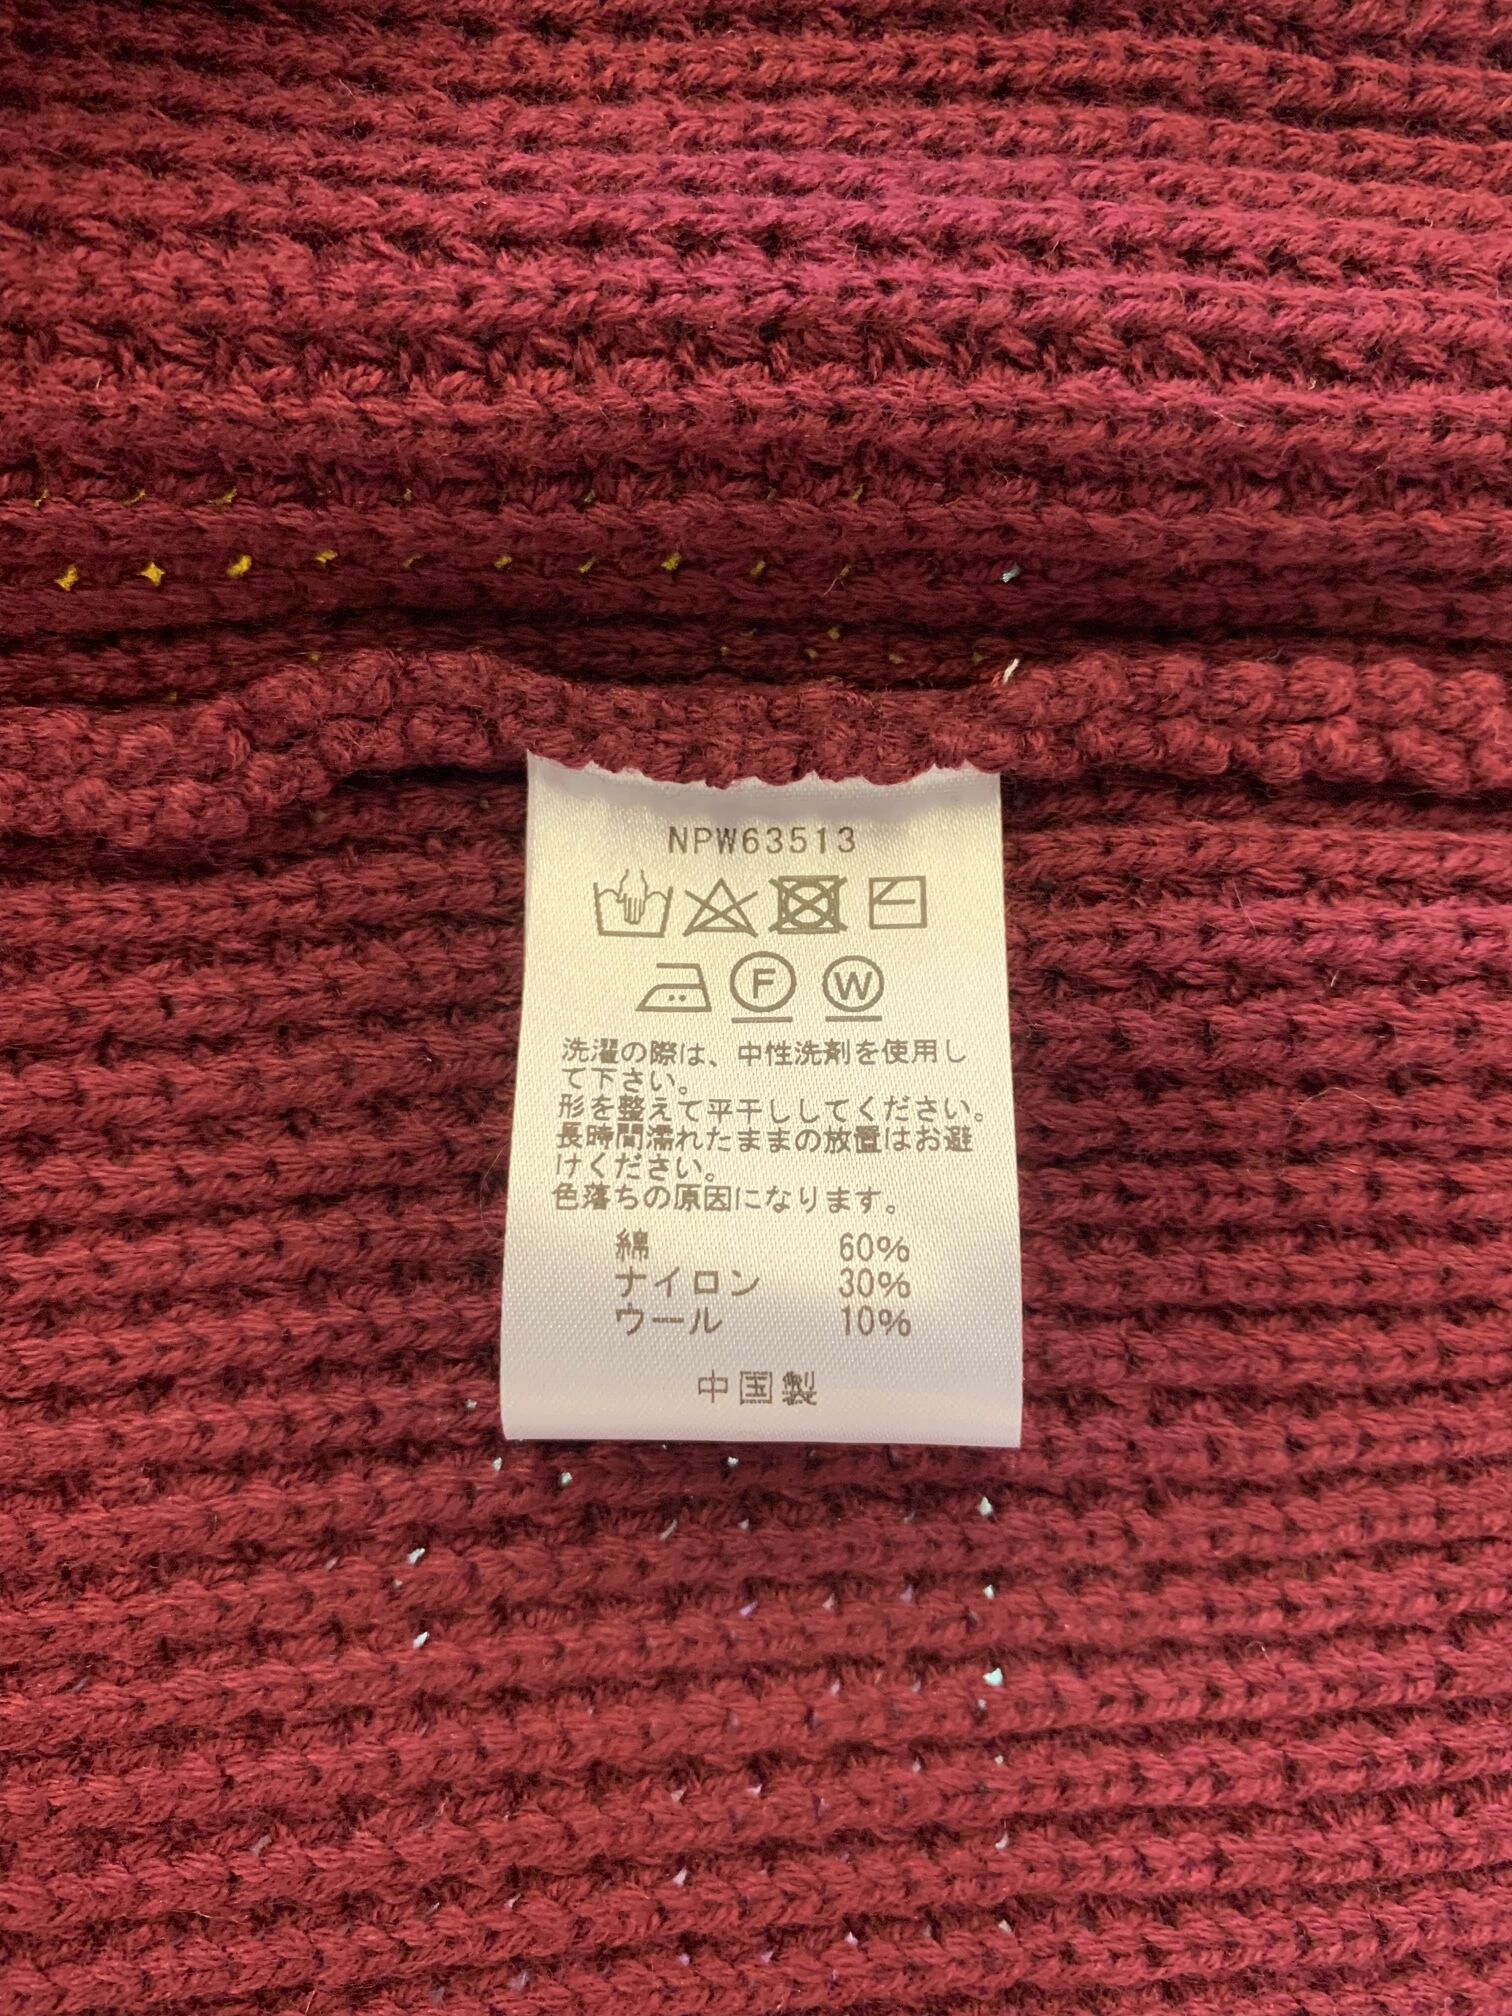 NPW63513
F W
洗濯の際は、中性洗剤を使用し
て下さい。
形を整えて平干ししてください。
長時間濡れたままの放置はお避
けください。
色落ちの原因になります。
綿 60%
ナイロン 30%
ウール 10%
中国製